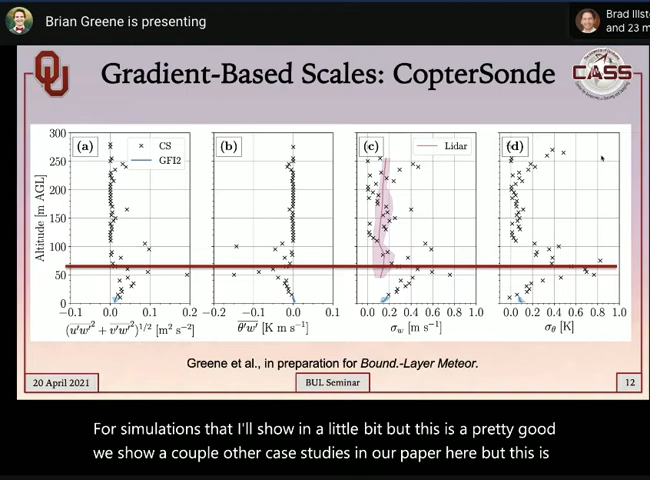 Brian Greene is presenting
Brad Illst
and 23 m
OU
Gradient-Based Scales: CopterSonde
CASS
(a)
CS
GFI2
(b)
(c)
Lidar
(d)
Altitude [m AGL]
300
250
200
150
100
50
0
−0.1 0.0 0.1 0.2
−0.2 −0.1 0.0 0.1
0.0 0.2 0.4 0.6 0.8 1.0
0.0 0.2 0.4 0.6 0.8 1.0
(u′w′² + v′w′²)^1/2 [m² s⁻²]
θ′w′ [K m s⁻¹]
σw [m s⁻¹]
σθ [K]
Greene et al., in preparation for Bound.-Layer Meteor.
20 April 2021
BUL Seminar
12
For simulations that I'll show in a little bit but this is a pretty good
we show a couple other case studies in our paper here but this is